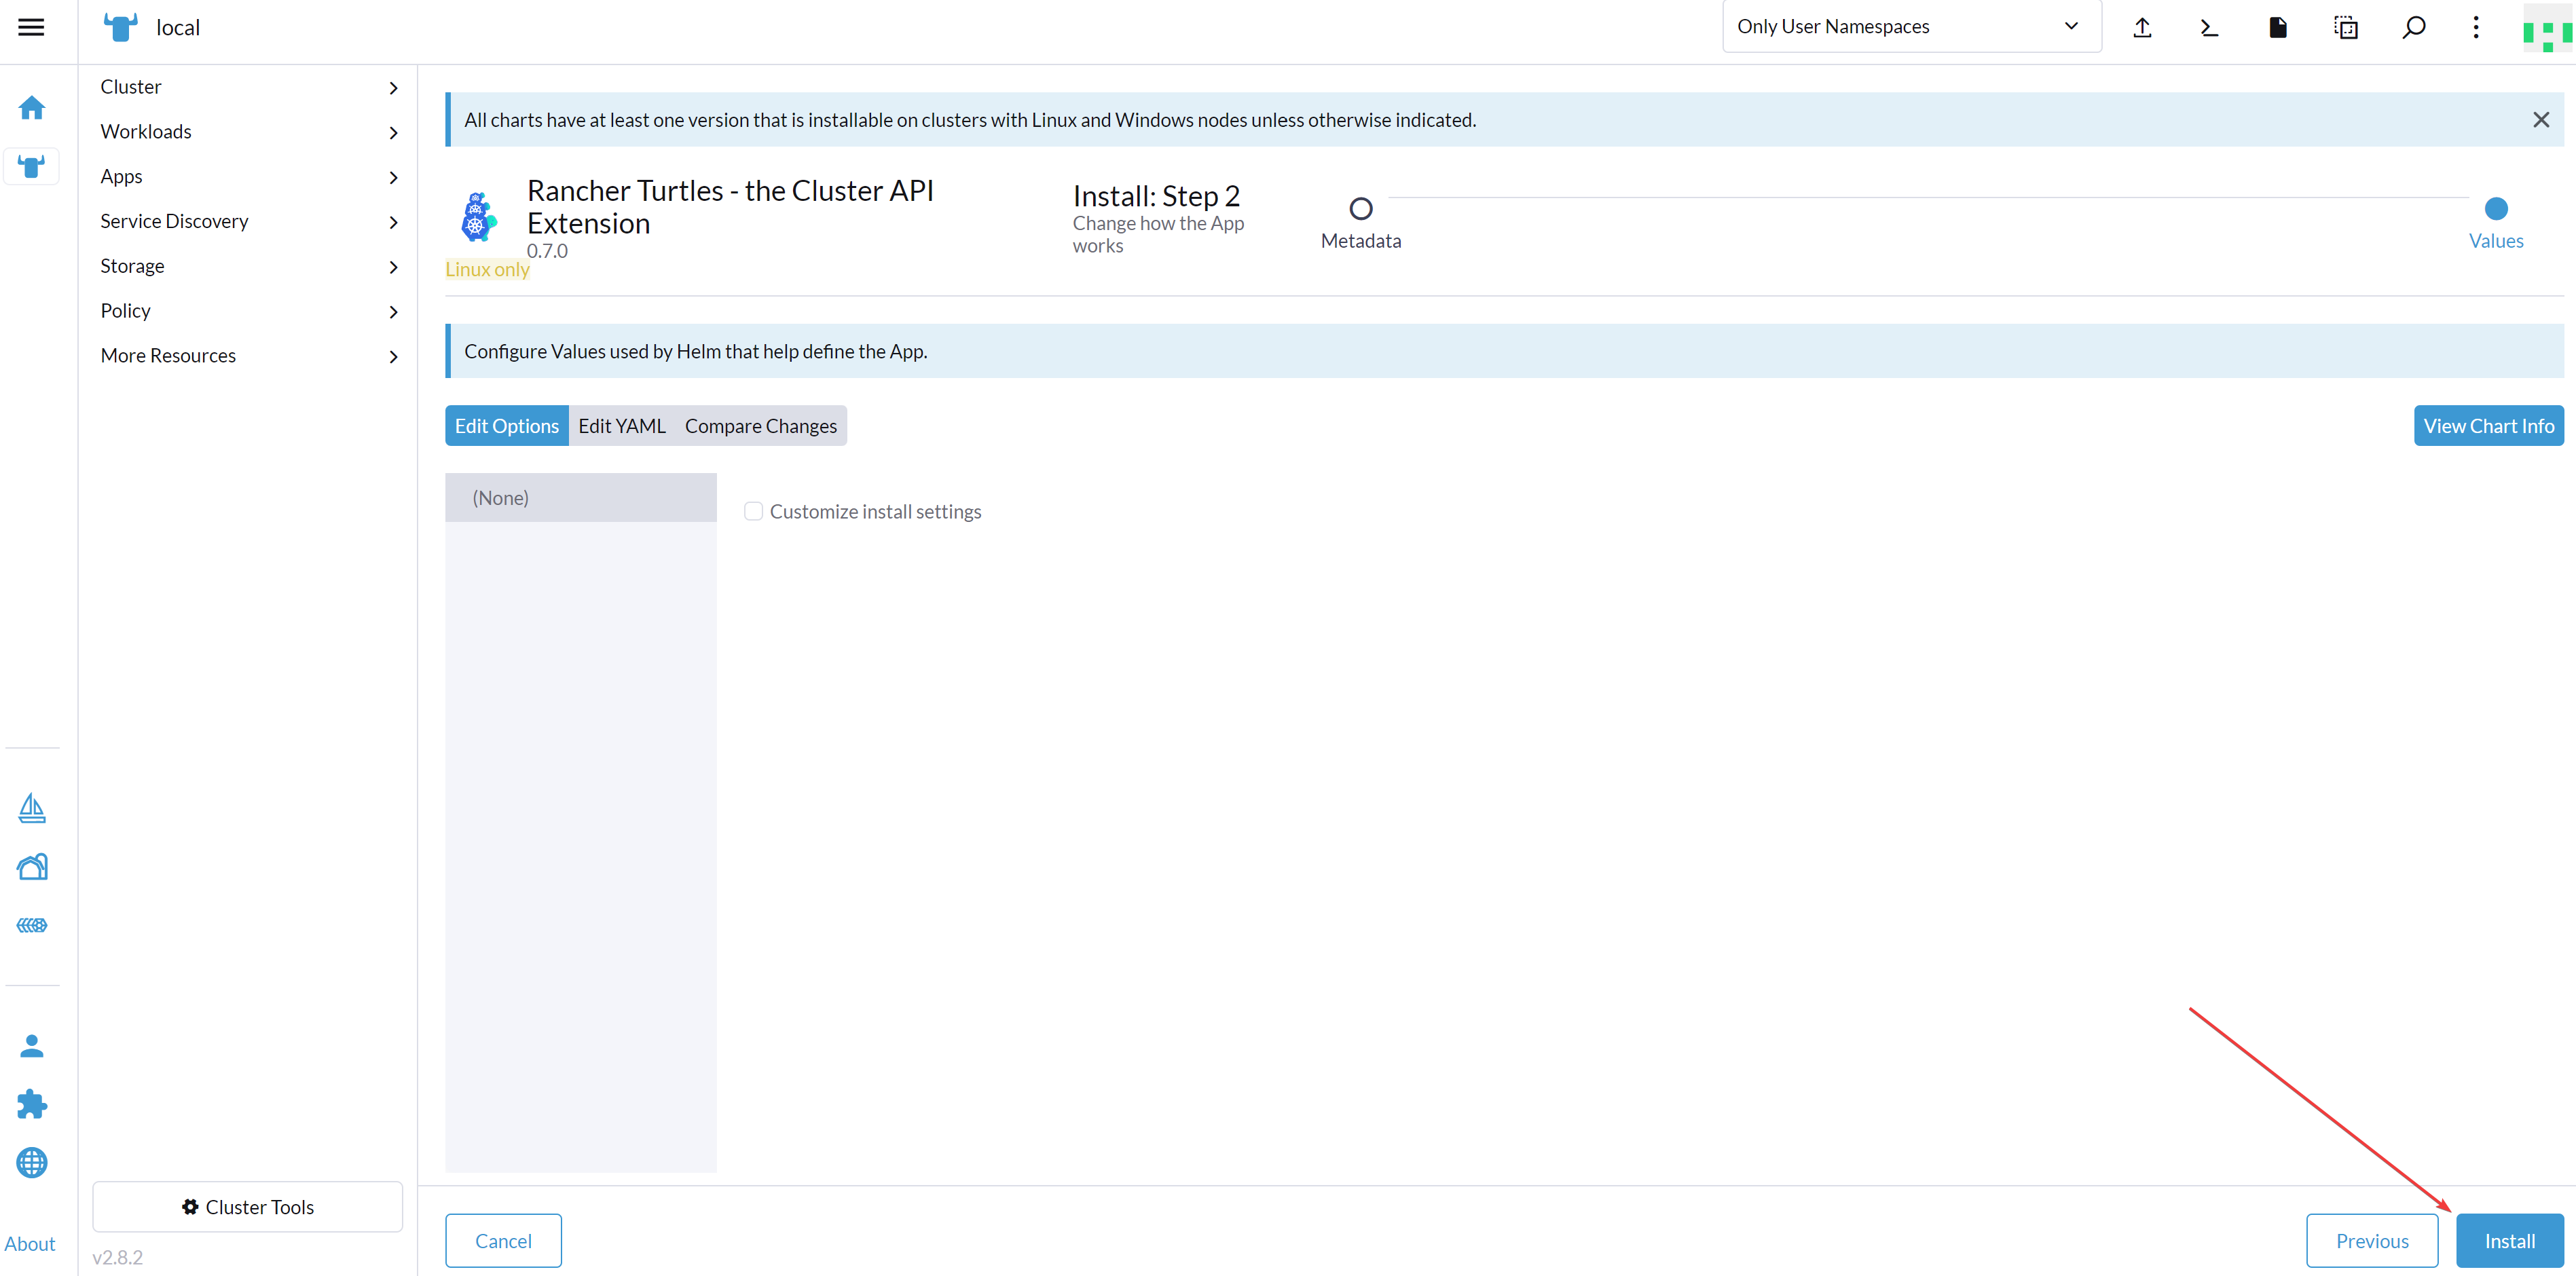 local
Only User Namespaces
Cluster
Workloads
Apps
Service Discovery
Storage
Policy
More Resources
Cluster Tools
v2.8.2
About
All charts have at least one version that is installable on clusters with Linux and Windows nodes unless otherwise indicated.
Rancher Turtles - the Cluster API
Extension
0.7.0
Linux only
Install: Step 2
Change how the App
works
Metadata
Values
Configure Values used by Helm that help define the App.
Edit Options
Edit YAML
Compare Changes
View Chart Info
(None)
Customize install settings
Cancel
Previous
Install